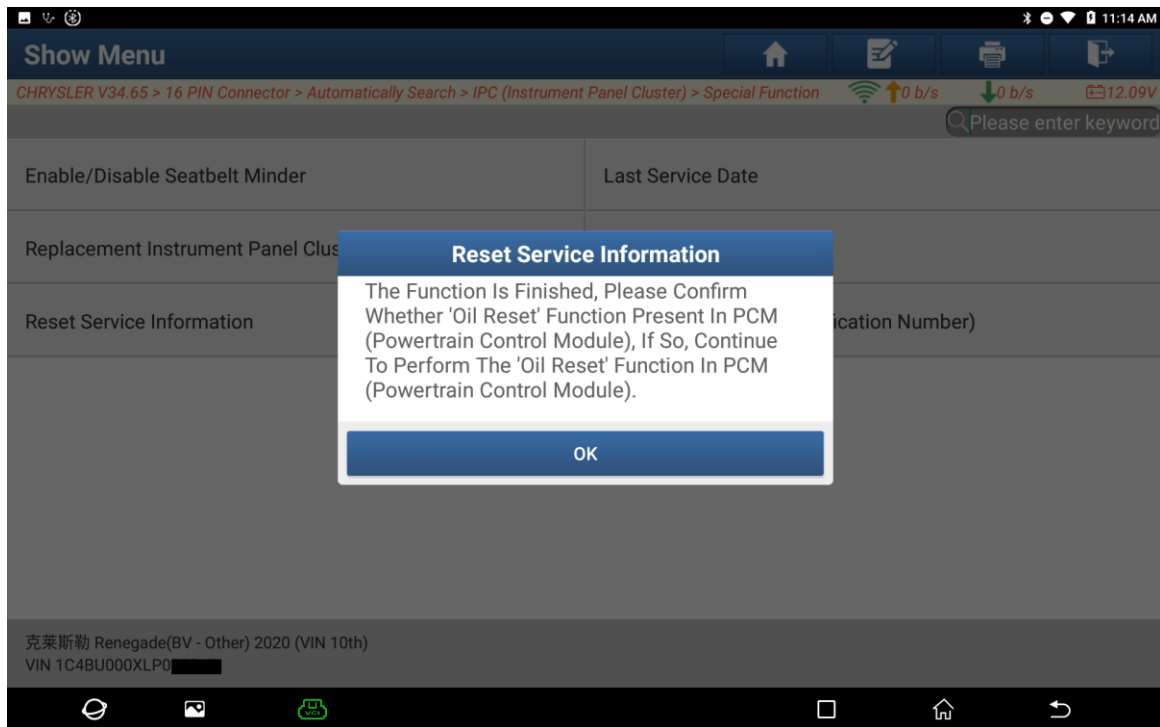 11:14 AM
Show Menu
CHRYSLER V34.65 > 16 PIN Connector > Automatically Search > IPC (Instrument Panel Cluster) > Special Function
0 b/s
0 b/s
12.09V
Please enter keyword
Enable/Disable Seatbelt Minder
Last Service Date
Replacement Instrument Panel Clus
Reset Service Information
ication Number)
Reset Service Information
The Function Is Finished, Please Confirm
Whether 'Oil Reset' Function Present In PCM
(Powertrain Control Module), If So, Continue
To Perform The 'Oil Reset' Function In PCM
(Powertrain Control Module).
OK
克莱斯勒 Renegade(BV - Other) 2020 (VIN 10th)
VIN 1C4BU000XLP0
VCI